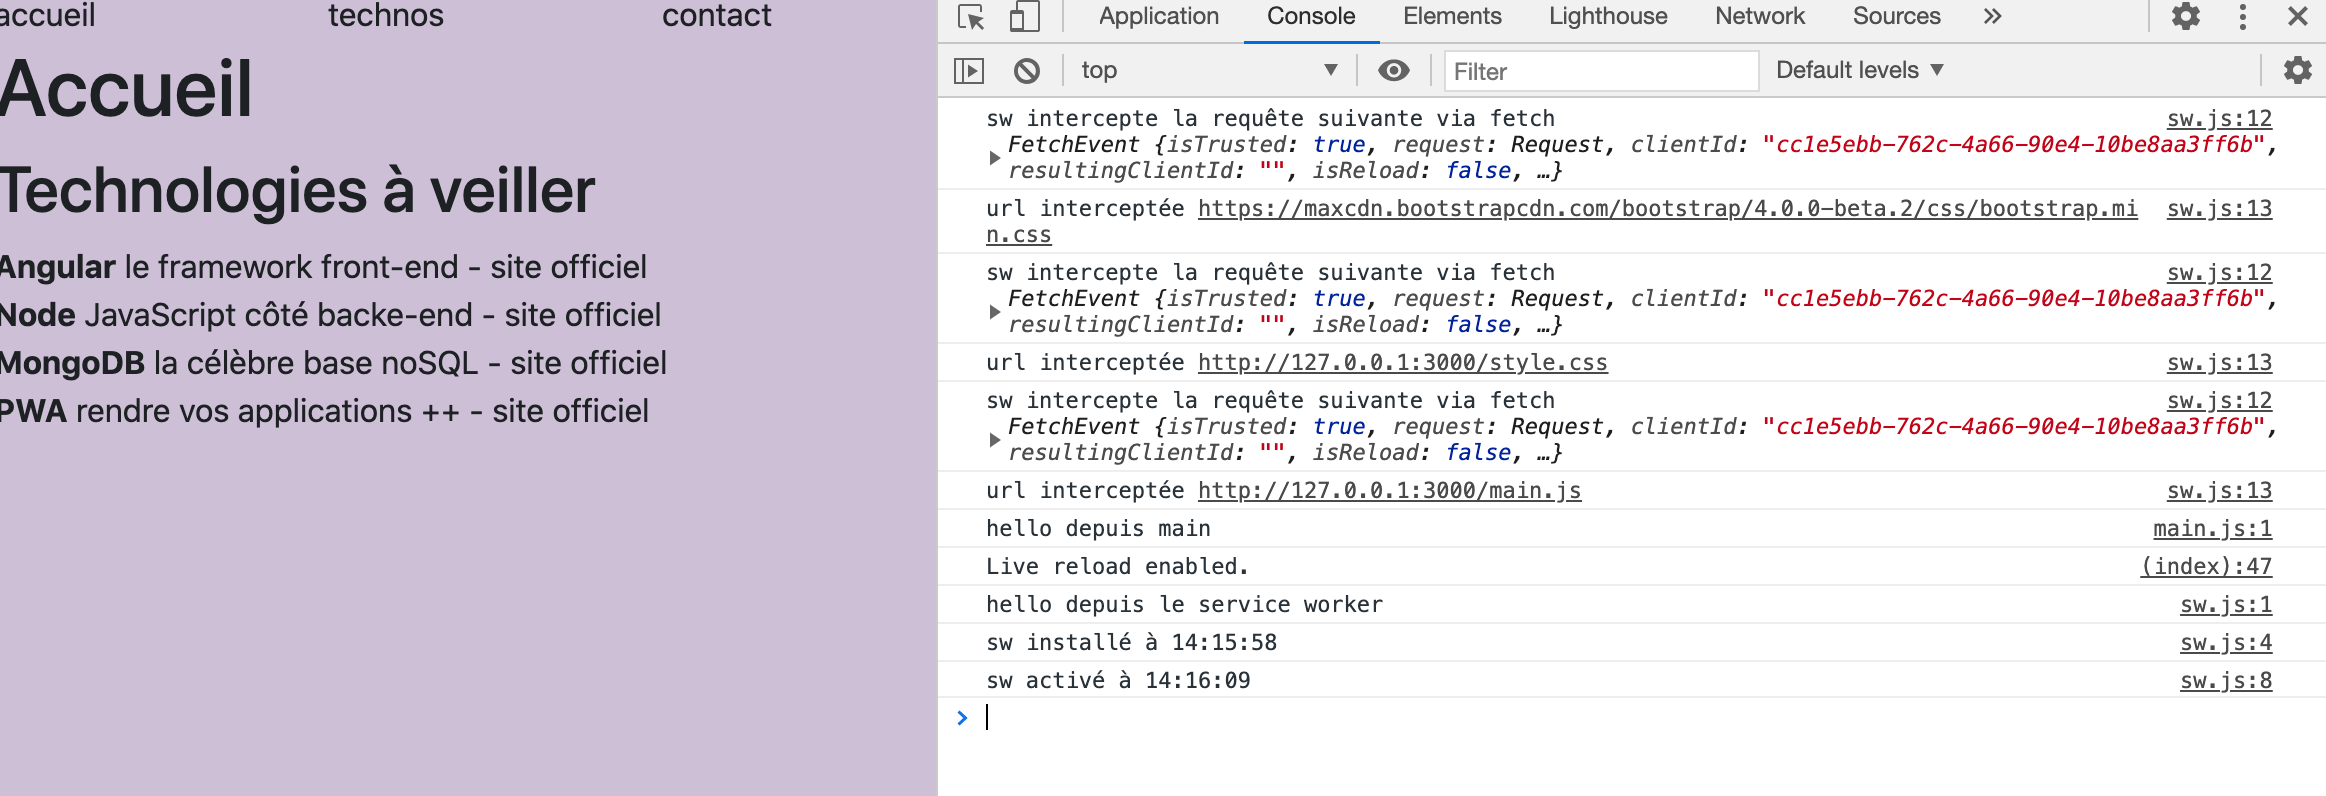 accueil technos contact
Accueil
Technologies à veiller
Angular le framework front-end - site officiel
Node JavaScript côté backe-end - site officiel
MongoDB la célèbre base noSQL - site officiel
PWA rendre vos applications ++ - site officiel
Application Console Elements Lighthouse Network Sources »
top Filter Default levels
sw intercepte la requête suivante via fetch sw.js:12
FetchEvent {isTrusted: true, request: Request, clientId: "cc1e5ebb-762c-4a66-90e4-10be8aa3ff6b",
resultingClientId: "", isReload: false, …}
url interceptée https://maxcdn.bootstrapcdn.com/bootstrap/4.0.0-beta.2/css/bootstrap.mi sw.js:13
n.css
sw intercepte la requête suivante via fetch sw.js:12
FetchEvent {isTrusted: true, request: Request, clientId: "cc1e5ebb-762c-4a66-90e4-10be8aa3ff6b",
resultingClientId: "", isReload: false, …}
url interceptée http://127.0.0.1:3000/style.css sw.js:13
sw intercepte la requête suivante via fetch sw.js:12
FetchEvent {isTrusted: true, request: Request, clientId: "cc1e5ebb-762c-4a66-90e4-10be8aa3ff6b",
resultingClientId: "", isReload: false, …}
url interceptée http://127.0.0.1:3000/main.js sw.js:13
hello depuis main main.js:1
Live reload enabled. (index):47
hello depuis le service worker sw.js:1
sw installé à 14:15:58 sw.js:4
sw activé à 14:16:09 sw.js:8